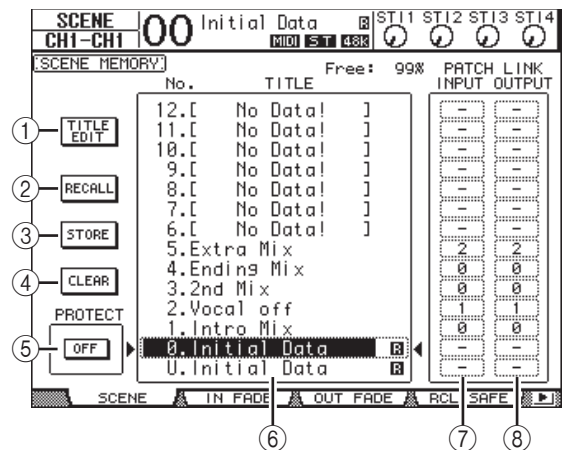 SCENE 00 Initial Data R ST11 ST12 ST13 ST14
CH1-CH1 MIDI ST 48K
SCENE MEMORY Free: 99% PATCH LINK
No. TITLE INPUT OUTPUT
12.[ No Data! ] - -
① TITLE EDIT 11.[ No Data! ] - -
10.[ No Data! ] - -
9.[ No Data! ] - -
② RECALL 8.[ No Data! ] - -
7.[ No Data! ] - -
③ STORE 6.[ No Data! ] - -
5.Extra Mix 2 2
4.Ending Mix 0 0
④ CLEAR 3.2nd Mix 0 0
PROTECT 2.Vocal off 1 1
1.Intro Mix 0 0
⑤ OFF 0.Initial Data R - -
U.Initial Data R - -
SCENE IN FADE OUT FADE RCL SAFE
⑥ ⑦ ⑧